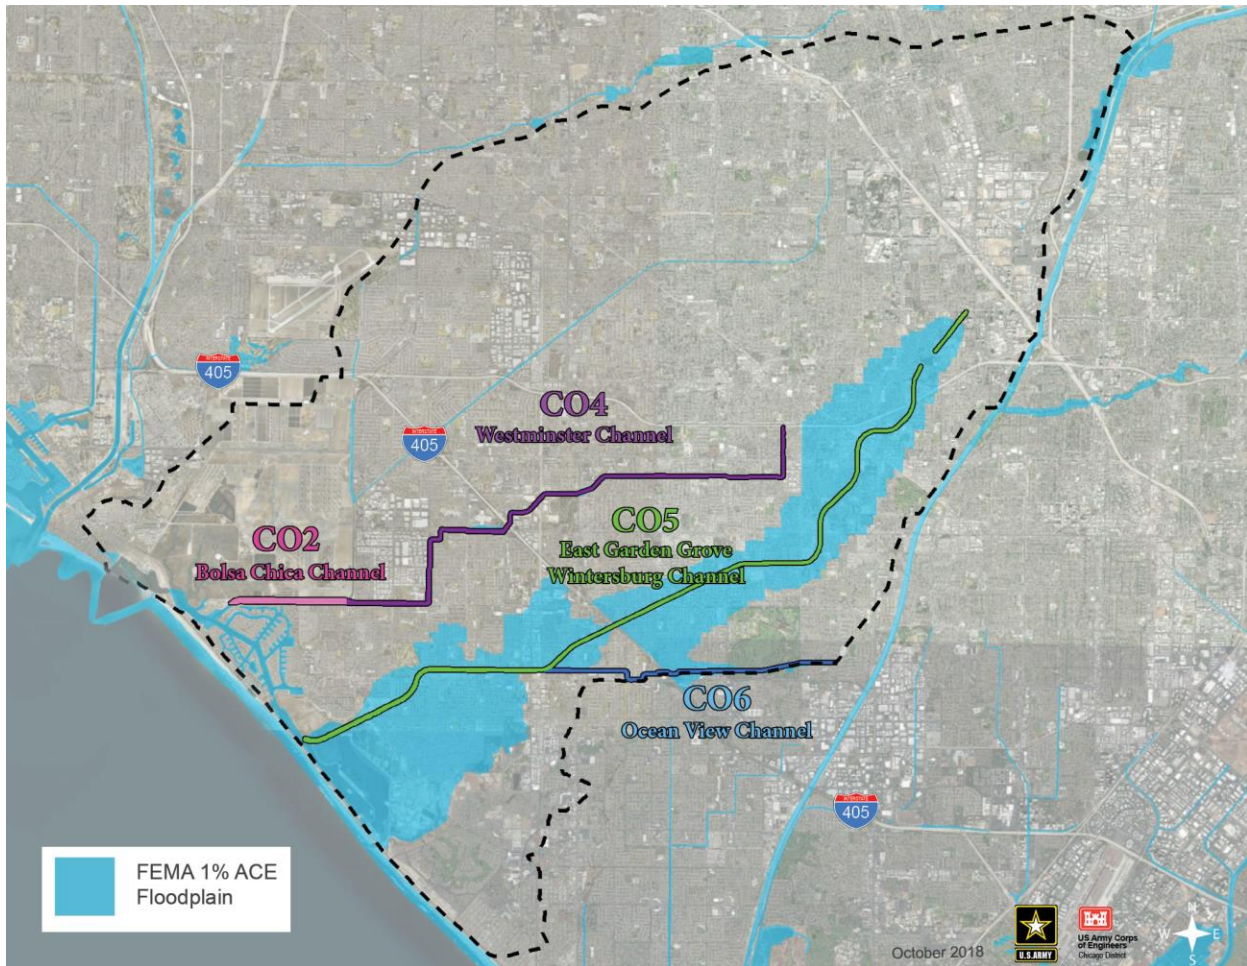 INTERSTATE
405
INTERSTATE
405
CO4
Westminster Channel
CO2
Bolsa Chica Channel
CO5
East Garden Grove
Wintersburg Channel
CO6
Ocean View Channel
INTERSTATE
405
FEMA 1% ACE
Floodplain
October 2018
U.S.ARMY
US Army Corps
of Engineers
Chicago District
N
W
E
S